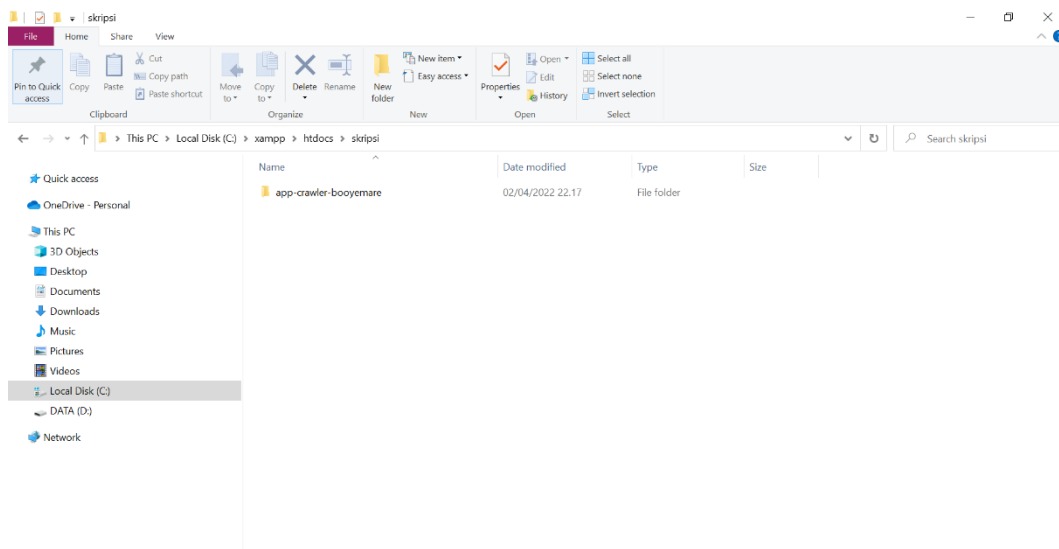 skripsi
File Home Share View
Pin to Quick access
Copy
Paste
Cut
Copy path
Paste shortcut
Clipboard
Move to
Copy to
Delete
Rename
Organize
New folder
New item
Easy access
New
Properties
Open
Edit
History
Open
Select all
Select none
Invert selection
Select
This PC > Local Disk (C:) > xampp > htdocs > skripsi
Search skripsi
Name Date modified Type Size
app-crawler-booyemare 02/04/2022 22.17 File folder
Quick access
OneDrive - Personal
This PC
3D Objects
Desktop
Documents
Downloads
Music
Pictures
Videos
Local Disk (C:)
DATA (D:)
Network